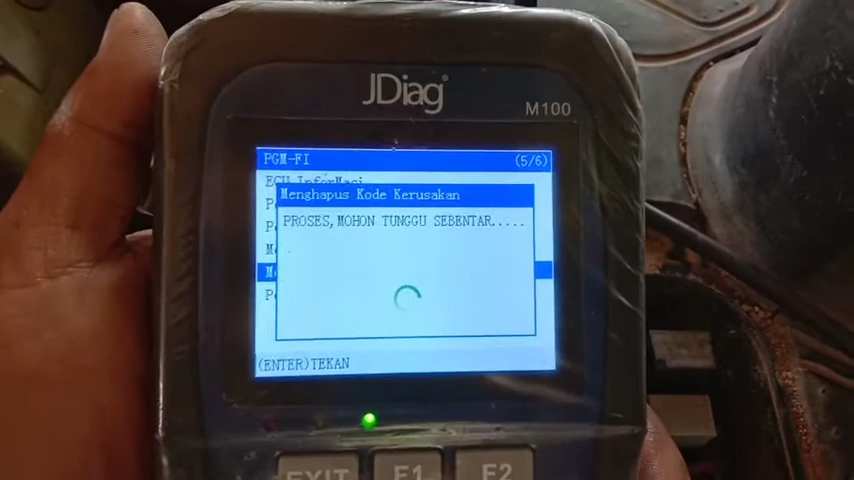 JDiag
M100
PGM-FI (5/6)
ECU InforMasi
Menghapus Kode Kerusakan
PROSES,MOHON TUNGGU SEBENTAR.....
(ENTER)TEKAN
EXIT F1 F2